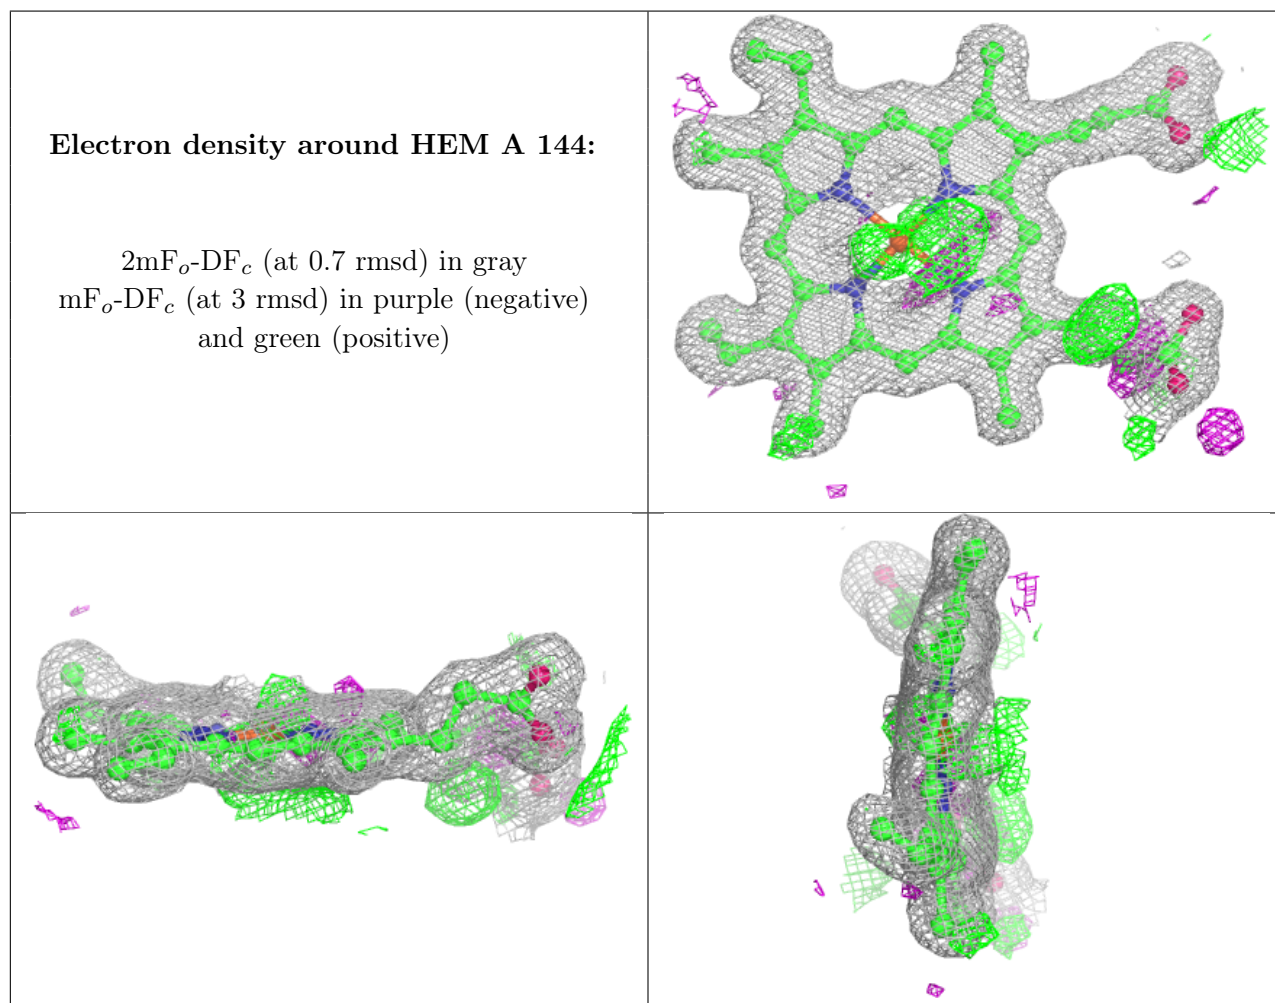 Electron density around HEM A 144:
2mFo-DFc (at 0.7 rmsd) in gray
mFo-DFc (at 3 rmsd) in purple (negative)
and green (positive)